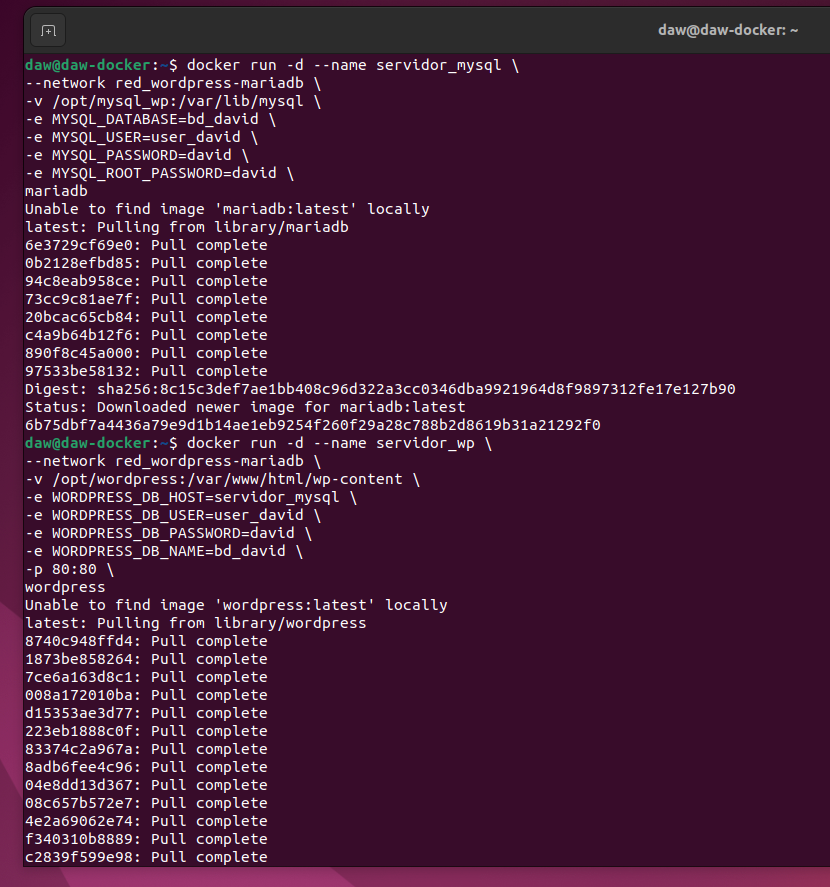 daw@daw-docker: ~
daw@daw-docker:~$ docker run -d --name servidor_mysql \
--network red_wordpress-mariadb \
-v /opt/mysql_wp:/var/lib/mysql \
-e MYSQL_DATABASE=bd_david \
-e MYSQL_USER=user_david \
-e MYSQL_PASSWORD=david \
-e MYSQL_ROOT_PASSWORD=david \
mariadb
Unable to find image 'mariadb:latest' locally
latest: Pulling from library/mariadb
6e3729cf69e0: Pull complete
0b2128efbd85: Pull complete
94c8eab958ce: Pull complete
73cc9c81ae7f: Pull complete
20bcac65cb84: Pull complete
c4a9b64b12f6: Pull complete
890f8c45a000: Pull complete
97533be58132: Pull complete
Digest: sha256:8c15c3def7ae1bb408c96d322a3cc0346dba9921964d8f9897312fe17e127b90
Status: Downloaded newer image for mariadb:latest
6b75dbf7a4436a79e9d1b14ae1eb9254f260f29a28c788b2d8619b31a21292f0
daw@daw-docker:~$ docker run -d --name servidor_wp \
--network red_wordpress-mariadb \
-v /opt/wordpress:/var/www/html/wp-content \
-e WORDPRESS_DB_HOST=servidor_mysql \
-e WORDPRESS_DB_USER=user_david \
-e WORDPRESS_DB_PASSWORD=david \
-e WORDPRESS_DB_NAME=bd_david \
-p 80:80 \
wordpress
Unable to find image 'wordpress:latest' locally
latest: Pulling from library/wordpress
8740c948ffd4: Pull complete
1873be858264: Pull complete
7ce6a163d8c1: Pull complete
008a172010ba: Pull complete
d15353ae3d77: Pull complete
223eb1888c0f: Pull complete
83374c2a967a: Pull complete
8adb6fee4c96: Pull complete
04e8dd13d367: Pull complete
08c657b572e7: Pull complete
4e2a69062e74: Pull complete
f340310b8889: Pull complete
c2839f599e98: Pull complete